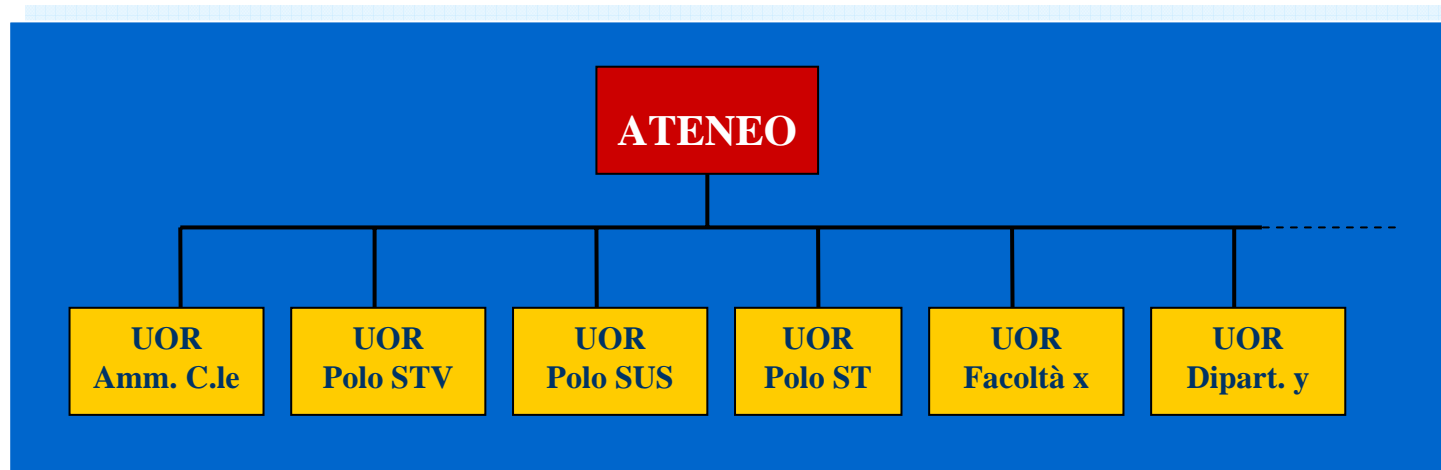 ATENEO
UOR
Amm. C.le
UOR
Polo STV
UOR
Polo SUS
UOR
Polo ST
UOR
Facoltà x
UOR
Dipart. y